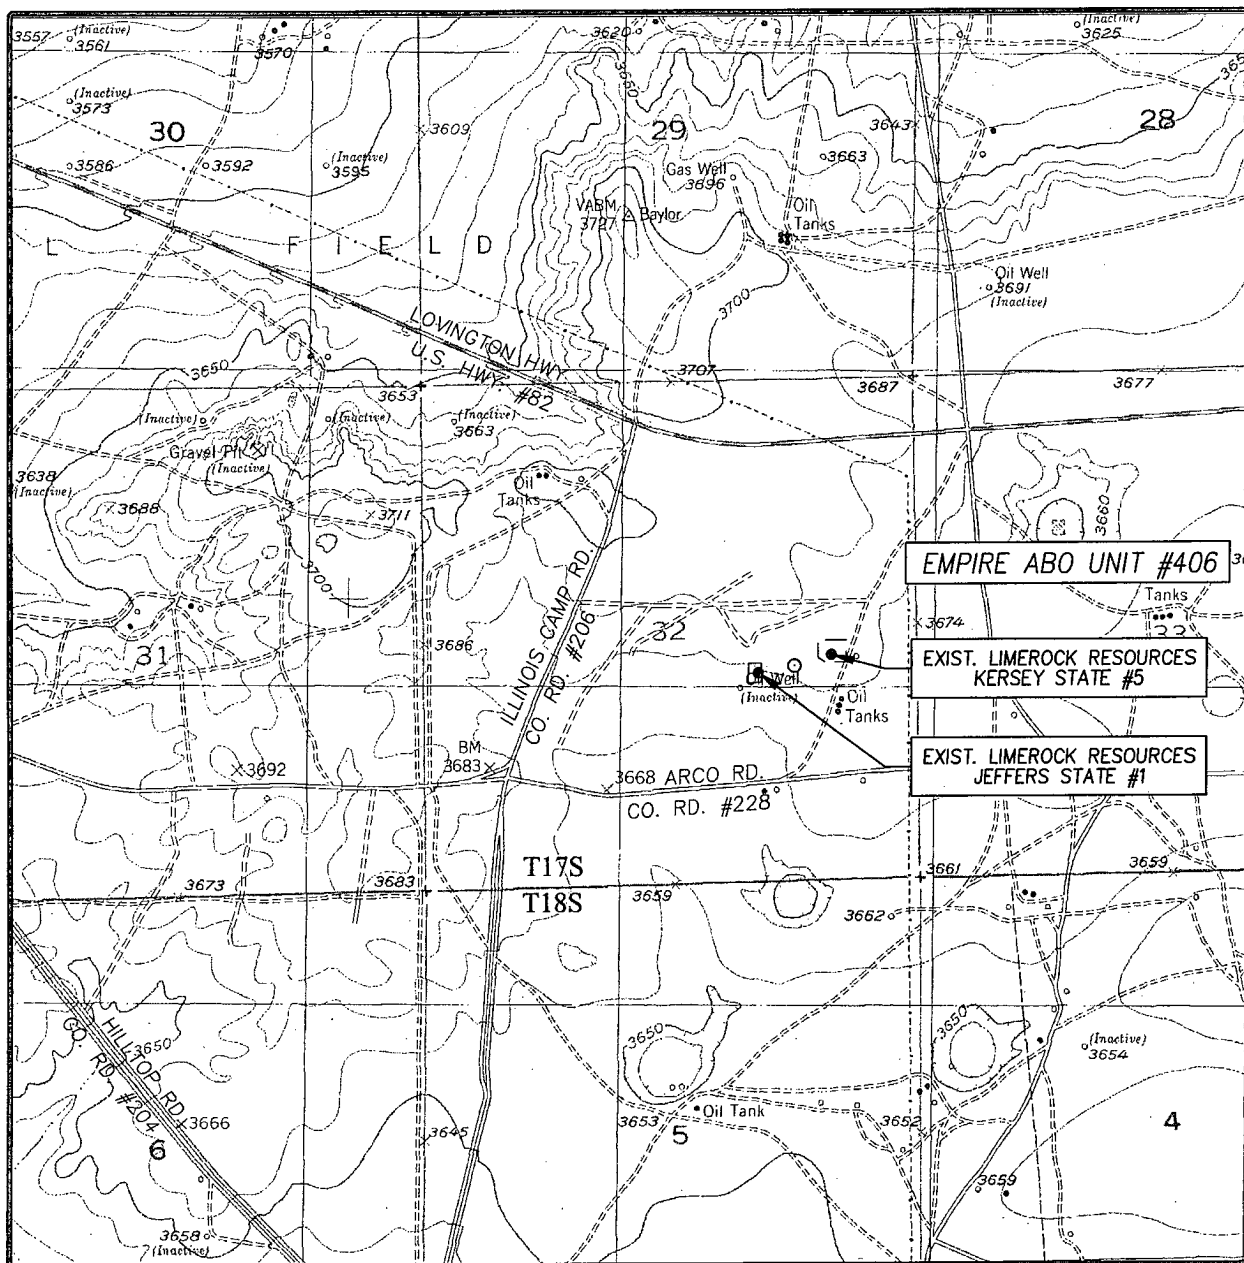 (Inactive)
3557
3561
3570
3620
(Inactive)
3625
3660
(Inactive)
3573
30
3609
29
3643
28
3586
3592
(Inactive)
3595
3663
Gas Well
3696
VABM
3727
Baylor
Oil
Tanks
L FIELD
Oil Well
3691
(Inactive)
3700
LOVINGTON HWY.
U.S. HWY. #82
3650
3653
3707
3687
3677
(Inactive)
(Inactive)
(Inactive)
3663
Gravel Pit
(Inactive)
3638
(Inactive)
Oil
Tanks
3688
3711
3660
3700
EMPIRE ABO UNIT #406
Tanks
ILLINOIS CAMP RD.
CO. RD. #206
32
3674
33
31
3686
EXIST. LIMEROCK RESOURCES
KERSEY STATE #5
Oil Well
(Inactive)
Oil
Tanks
BM
3683
3692
3668
ARCO RD.
CO. RD. #228
EXIST. LIMEROCK RESOURCES
JEFFERS STATE #1
T17S
T18S
3673
3683
3659
3661
3659
3662
3650
3650
HILLTOP RD.
CO. RD. #204
3650
(Inactive)
3654
3666
6
3645
Oil Tank
3653
5
3652
4
3659
3658
(Inactive)